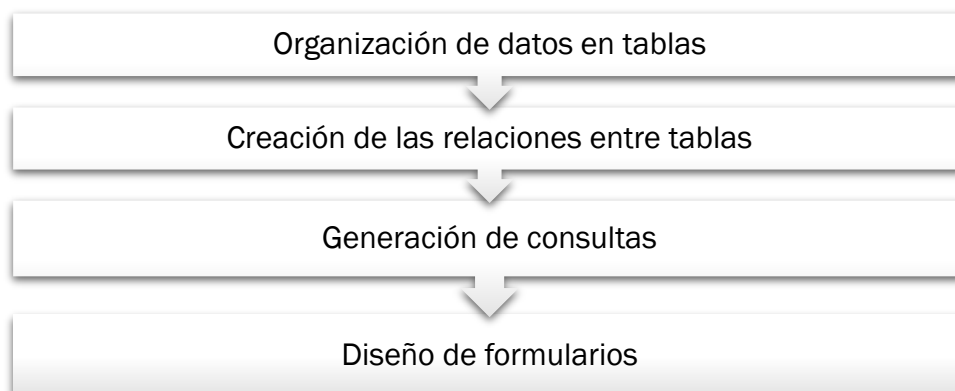 Organización de datos en tablas
Creación de las relaciones entre tablas
Generación de consultas
Diseño de formularios